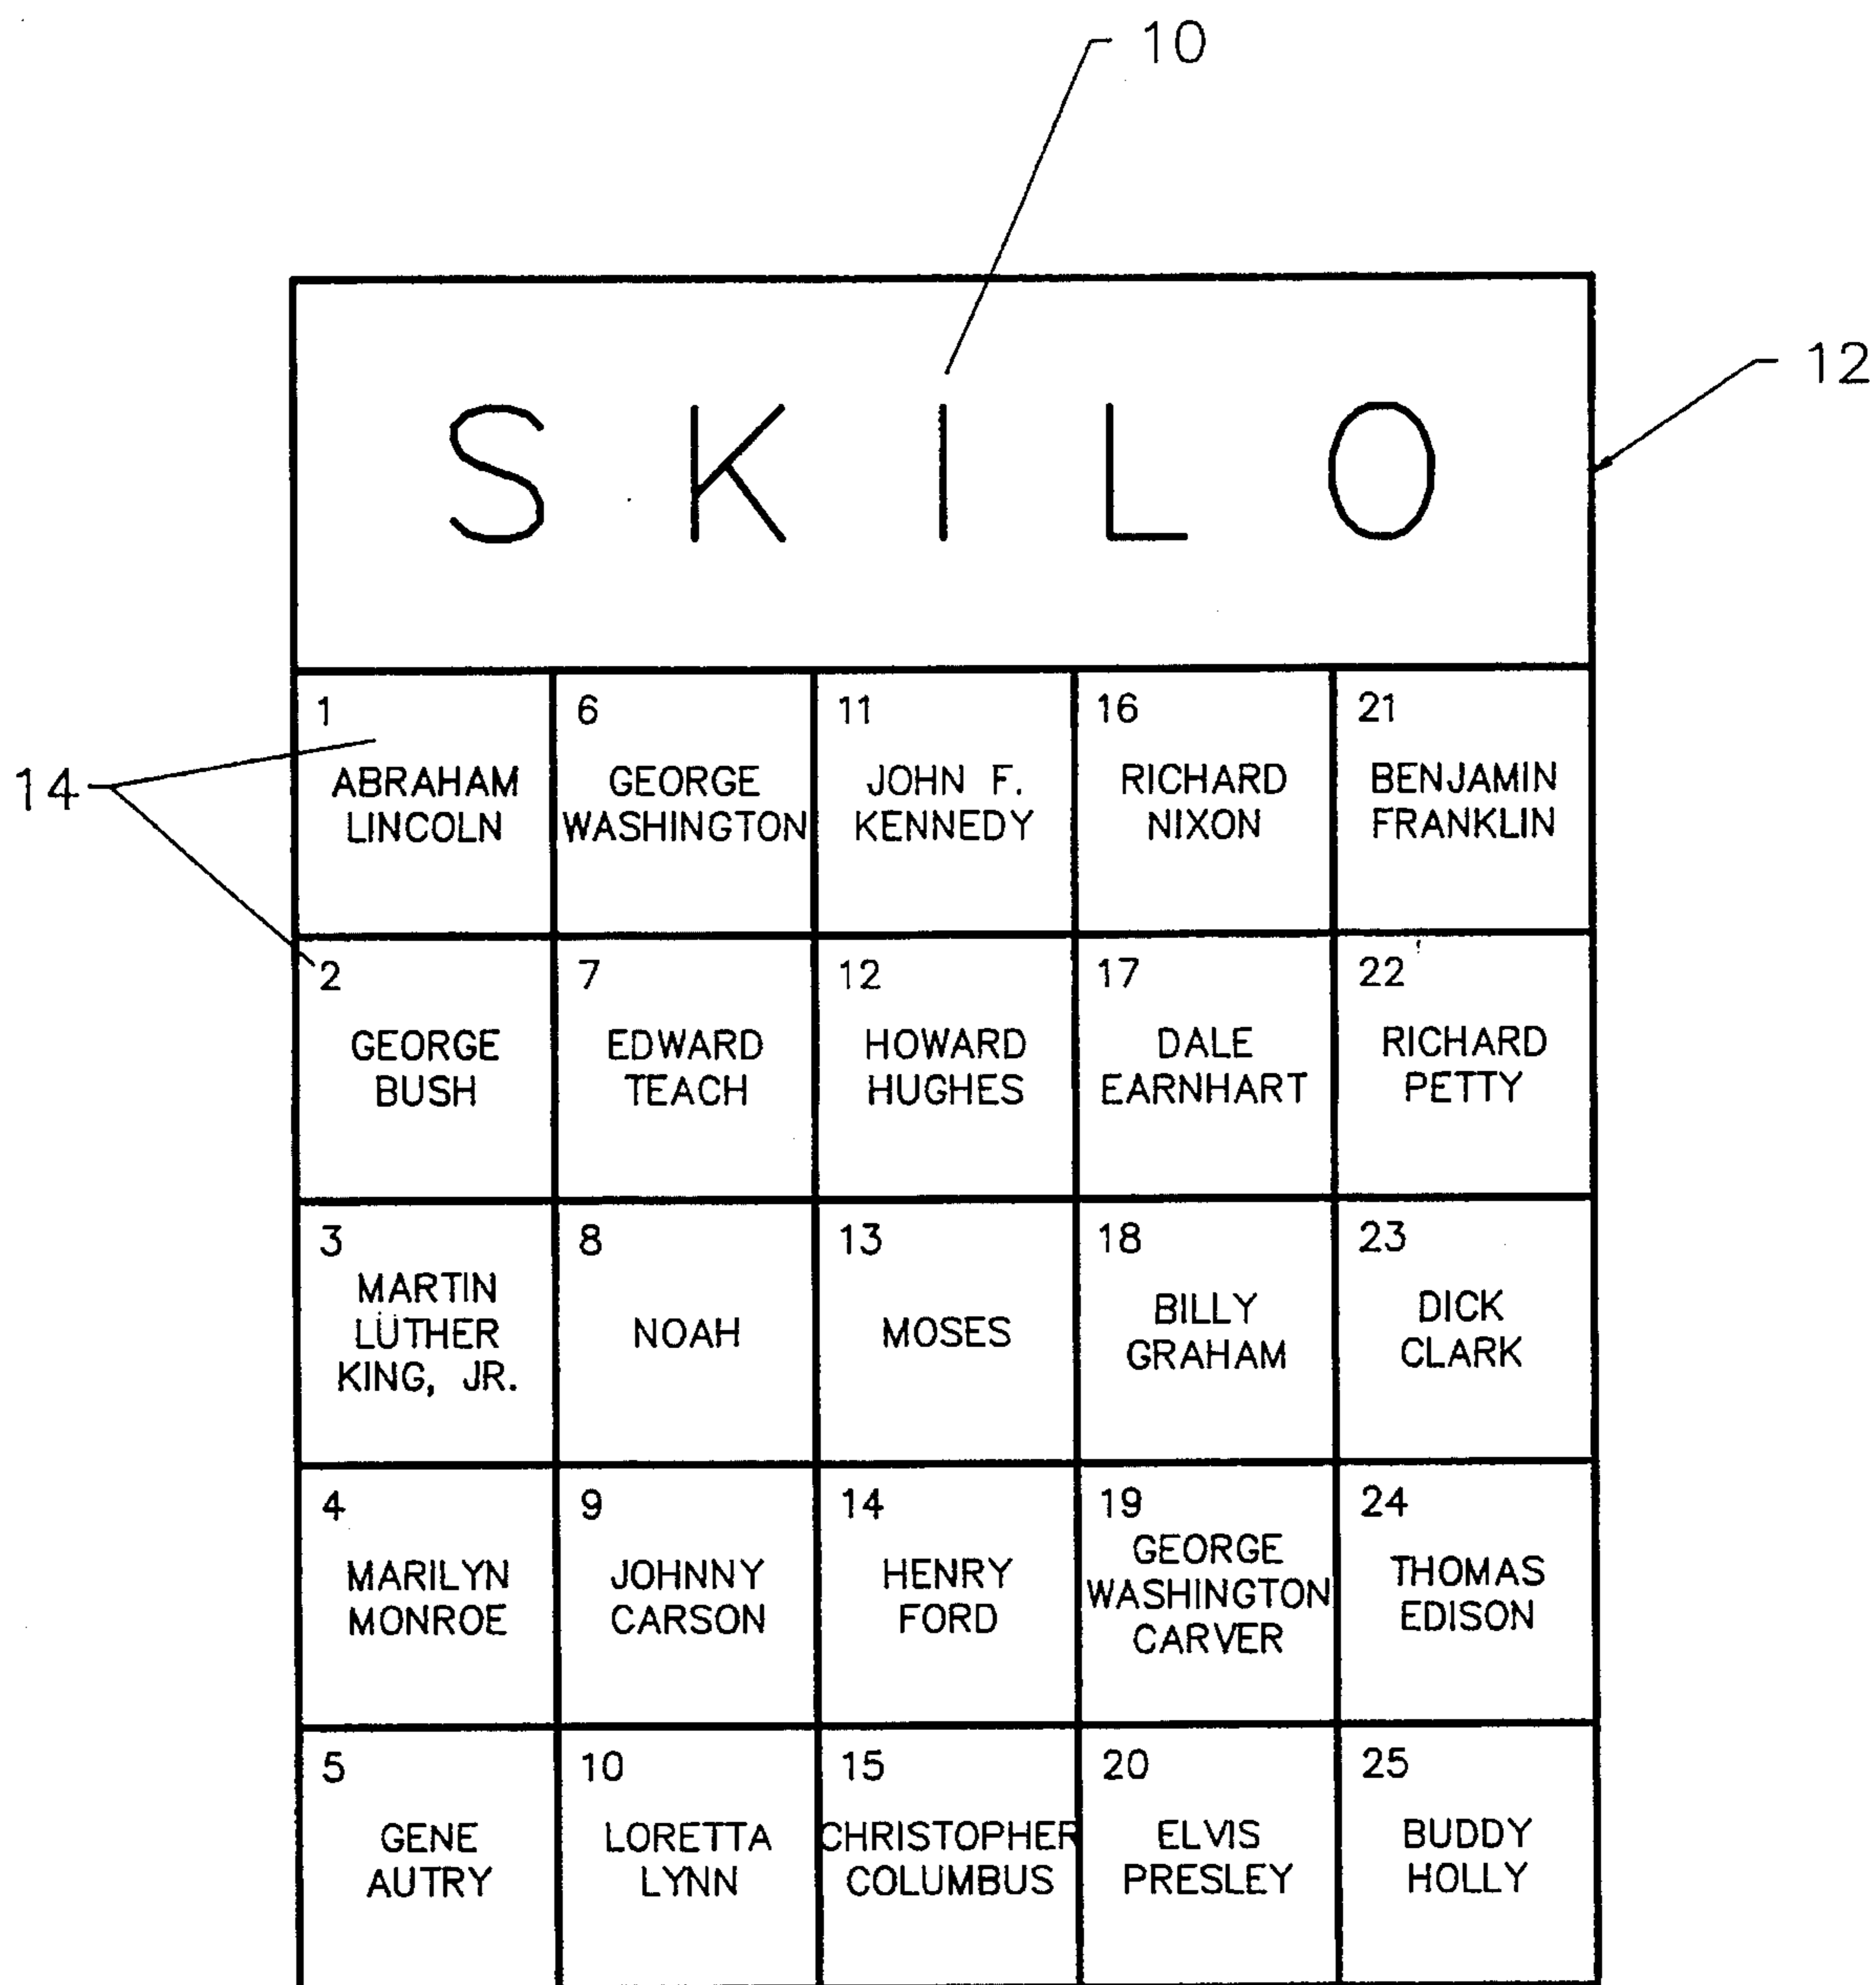 10
12
S K I L O
14
1
ABRAHAM
LINCOLN
6
GEORGE
WASHINGTON
11
JOHN F.
KENNEDY
16
RICHARD
NIXON
21
BENJAMIN
FRANKLIN
2
GEORGE
BUSH
7
EDWARD
TEACH
12
HOWARD
HUGHES
17
DALE
EARNHART
22
RICHARD
PETTY
3
MARTIN
LUTHER
KING, JR.
8
NOAH
13
MOSES
18
BILLY
GRAHAM
23
DICK
CLARK
4
MARILYN
MONROE
9
JOHNNY
CARSON
14
HENRY
FORD
19
GEORGE
WASHINGTON
CARVER
24
THOMAS
EDISON
5
GENE
AUTRY
10
LORETTA
LYNN
15
CHRISTOPHER
COLUMBUS
20
ELVIS
PRESLEY
25
BUDDY
HOLLY